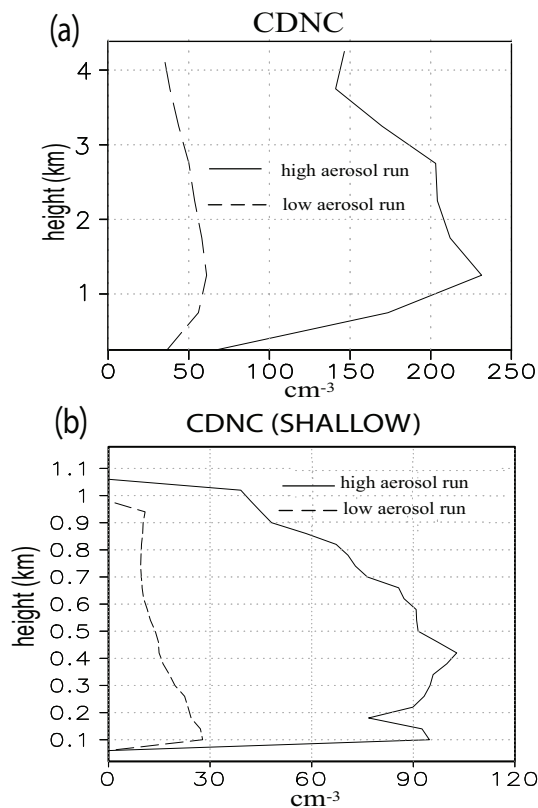 (a) CDNC
4
3
2
1
height (km)
high aerosol run
low aerosol run
0 50 100 150 200 250
cm-3
(b) CDNC (SHALLOW)
1.1
1
0.9
0.8
0.7
0.6
0.5
0.4
0.3
0.2
0.1
height (km)
high aerosol run
low aerosol run
0 30 60 90 120
cm-3